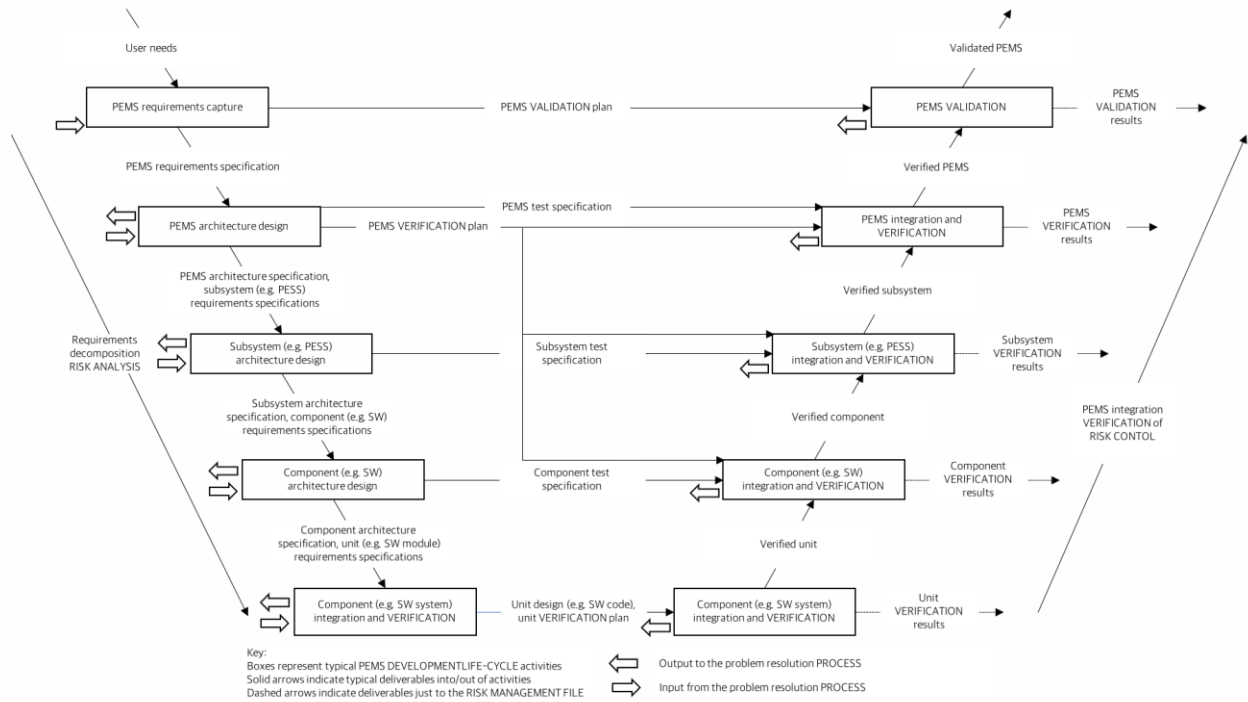 User needs
Validated PEMS
PEMS requirements capture
PEMS VALIDATION plan
PEMS VALIDATION
PEMS
VALIDATION
results
PEMS requirements specification
Verified PEMS
PEMS architecture design
PEMS test specification
PEMS VERIFICATION plan
PEMS integration and
VERIFICATION
PEMS
VERIFICATION
results
PEMS architecture specification,
subsystem (e.g. PESS)
requirements specifications
Verified subsystem
Requirements
decomposition
RISK ANALYSIS
Subsystem (e.g. PESS)
architecture design
Subsystem test
specification
Subsystem (e.g. PESS)
integration and VERIFICATION
Subsystem
VERIFICATION
results
Subsystem architecture
specification, component (e.g. SW)
requirements specifications
Verified component
PEMS integration
VERIFICATION of
RISK CONTOL
Component (e.g. SW)
architecture design
Component test
specification
Component (e.g. SW)
integration and VERIFICATION
Component
VERIFICATION
results
Component architecture
specification, unit (e.g. SW module)
requirements specifications
Verified unit
Component (e.g. SW system)
integration and VERIFICATION
Unit design (e.g. SW code),
unit VERIFICATION plan
Component (e.g. SW system)
integration and VERIFICATION
Unit
VERIFICATION
results
Key:
Boxes represent typical PEMS DEVELOPMENTLIFE-CYCLE activities
Solid arrows indicate typical deliverables into/out of activities
Dashed arrows indicate deliverables just to the RISK MANAGEMENT FILE
Output to the problem resolution PROCESS
Input from the problem resolution PROCESS